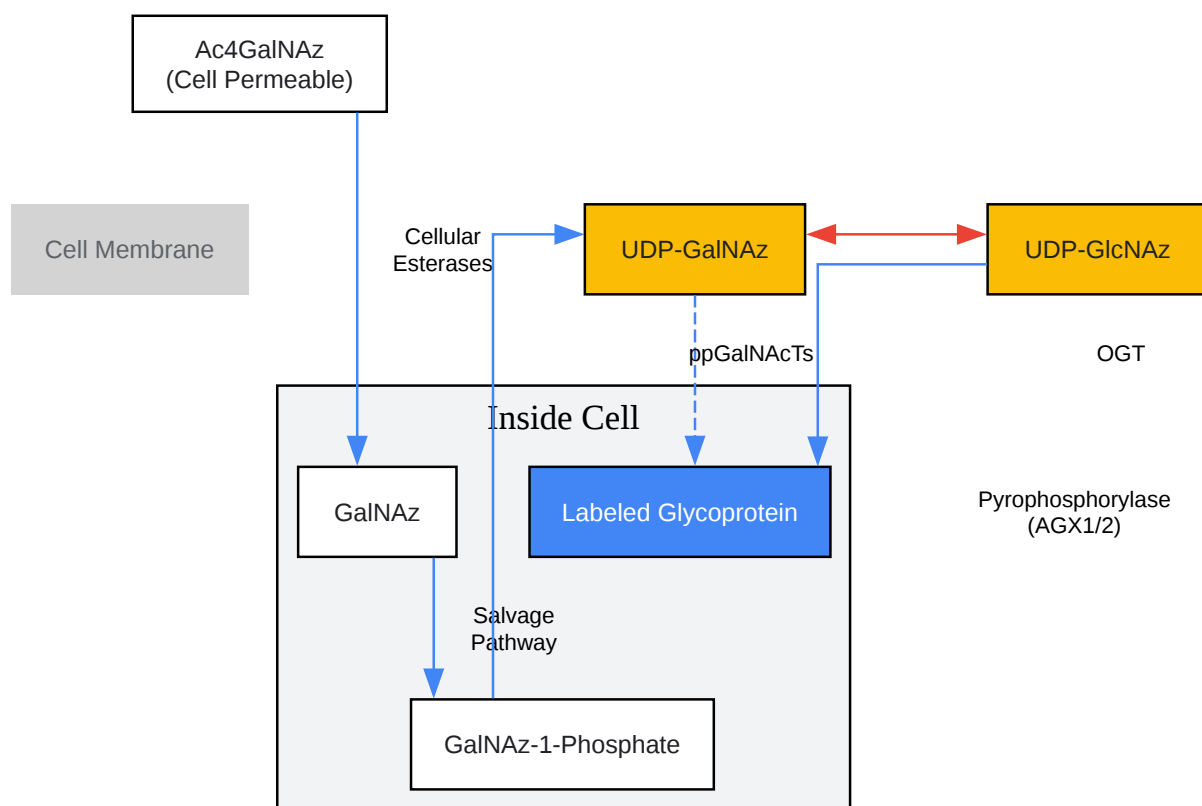 Ac4GalNAz
(Cell Permeable)
Cell Membrane
Cellular
Esterases
UDP-GalNAz
UDP-GlcNAz
ppGalNAcTs
OGT
Inside Cell
GalNAz
Labeled Glycoprotein
Pyrophosphorylase
(AGX1/2)
Salvage
Pathway
GalNAz-1-Phosphate